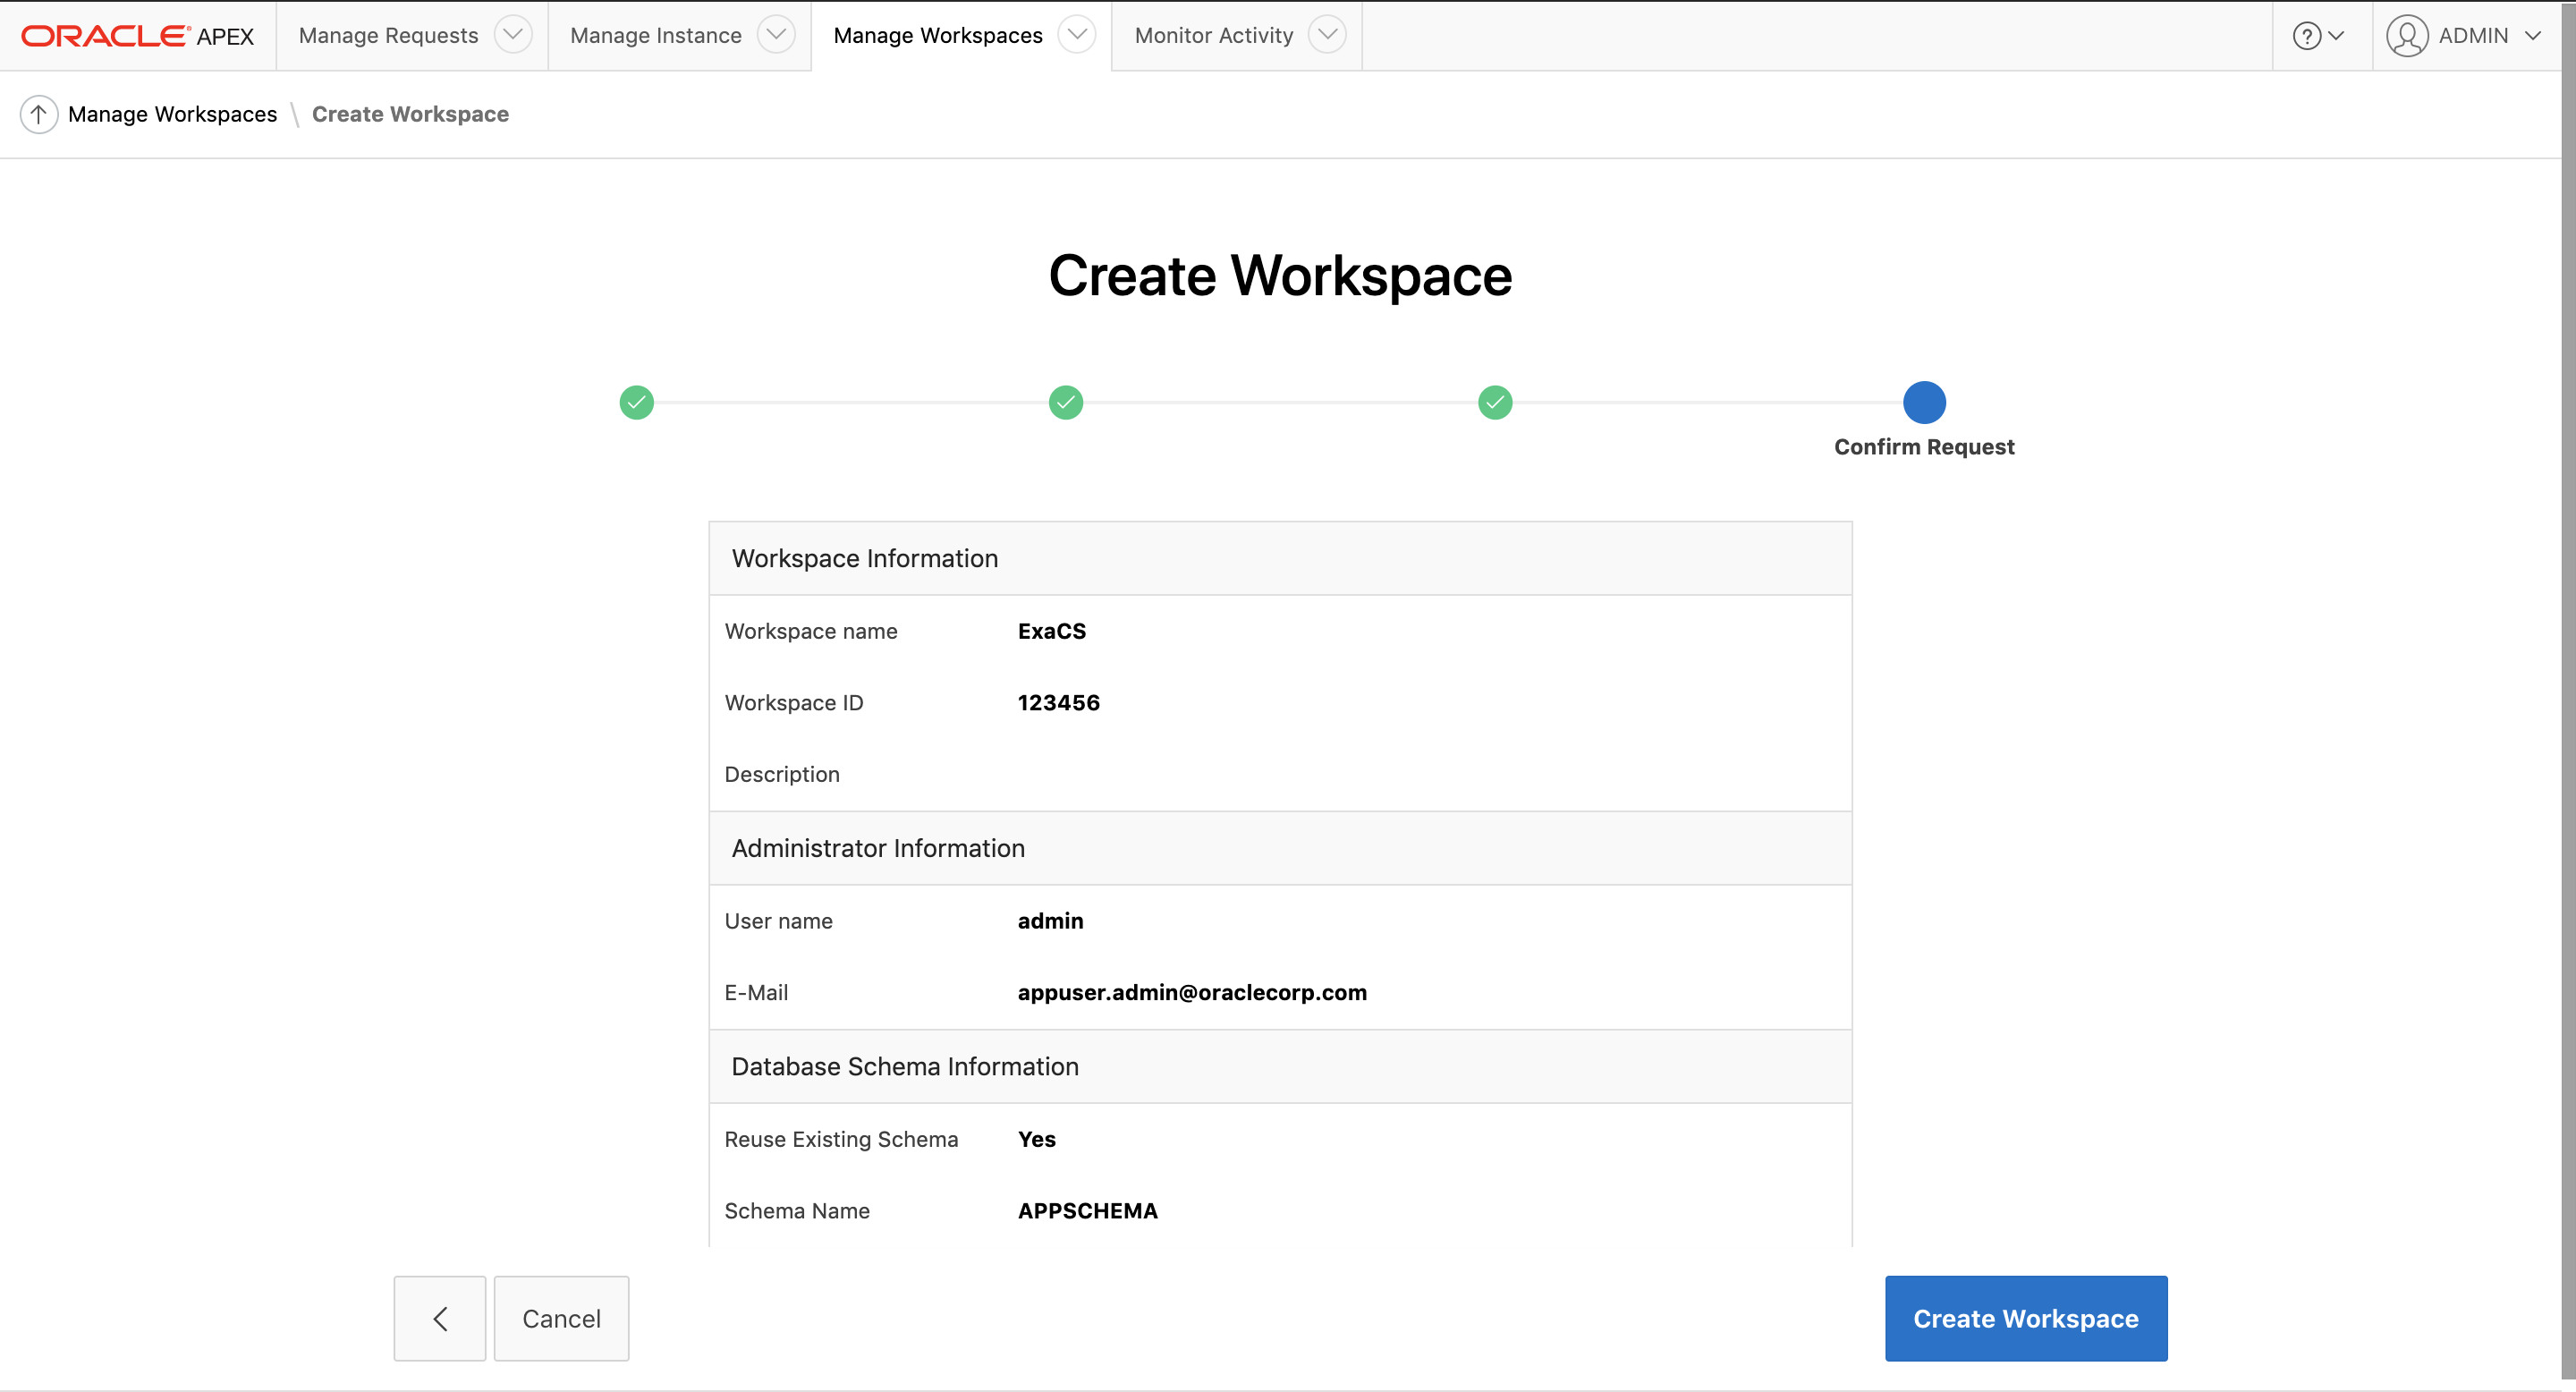 ORACLE APEX Manage Requests Manage Instance Manage Workspaces Monitor Activity ? ADMIN
Manage Workspaces \ Create Workspace
Create Workspace
Confirm Request
Workspace Information
Workspace name ExaCS
Workspace ID 123456
Description
Administrator Information
User name admin
E-Mail appuser.admin@oraclecorp.com
Database Schema Information
Reuse Existing Schema Yes
Schema Name APPSCHEMA
Cancel Create Workspace